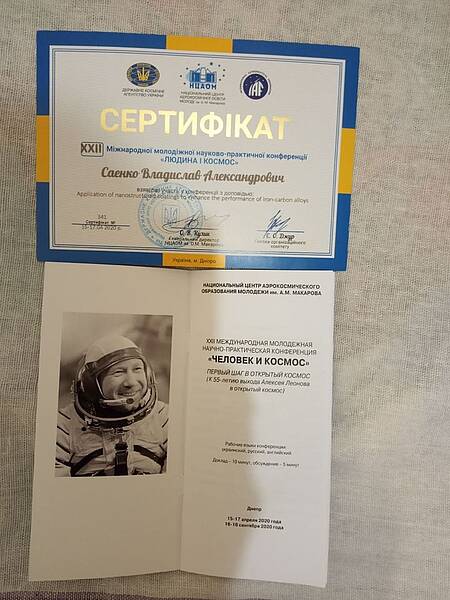 ДЕРЖАВНЕ КОСМІЧНЕ
АГЕНТСТВО УКРАЇНИ
НЦАОМ
НАЦІОНАЛЬНИЙ ЦЕНТР
АЕРОКОСМІЧНОЇ ОСВІТИ
МОЛОДІ ім. О.М. Макарова
IAF
СЕРТИФІКАТ
XXII Міжнародної молодіжної науково-практичної конференції
«ЛЮДИНА І КОСМОС»
Саенко Владислав Александрович
взяв(ла) участь у конференції з доповіддю:
Application of nanostructured coatings to enhance the performance of iron-carbon alloys
341
Сертифікат №
15-17.04.2020 р.
О. В. Кулик
Генеральний директор
НЦАОМ ім. О.М. Макарова
Є. О. Джур
Голова організаційного
комітету
Україна, м. Дніпро
НАЦИОНАЛЬНЫЙ ЦЕНТР АЭРОКОСМИЧЕСКОГО
ОБРАЗОВАНИЯ МОЛОДЕЖИ им. А.М. МАКАРОВА
XXII МЕЖДУНАРОДНАЯ МОЛОДЕЖНАЯ
НАУЧНО-ПРАКТИЧЕСКАЯ КОНФЕРЕНЦИЯ
«ЧЕЛОВЕК И КОСМОС»
ПЕРВЫЙ ШАГ В ОТКРЫТЫЙ КОСМОС
(К 55-летию выхода Алексея Леонова
в открытый космос)
Рабочие языки конференции
украинский, русский, английский
Доклад – 10 минут, обсуждение – 5 минут
Днипро
15-17 апреля 2020 года
16-18 сентября 2020 года